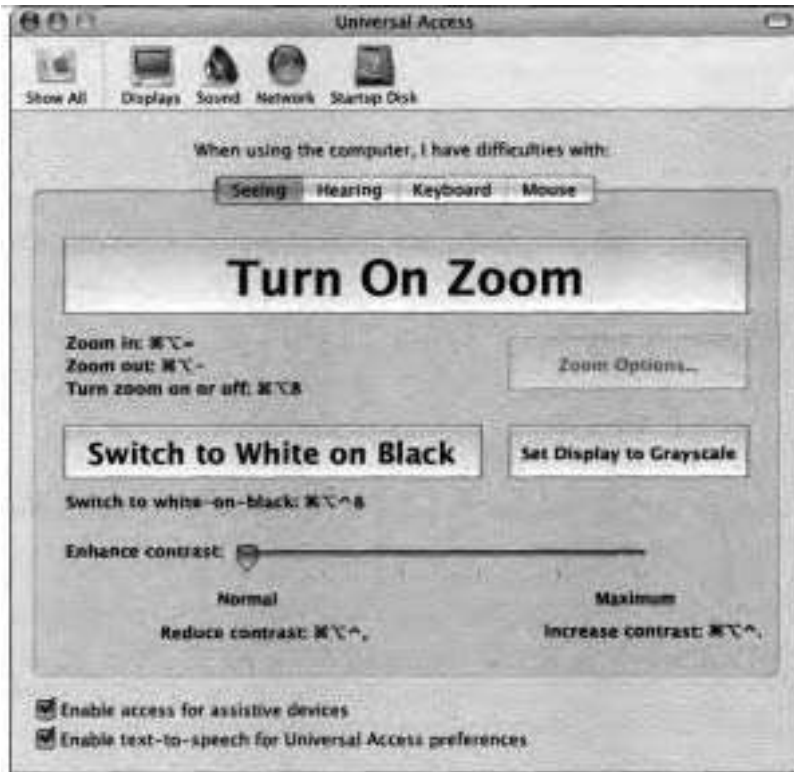 Universal Access
Show All Displays Sound Network Startup Disk
When using the computer, I have difficulties with:
Seeing Hearing Keyboard Mouse
Turn On Zoom
Zoom in: ⌘⌥=
Zoom out: ⌘⌥-
Turn zoom on or off: ⌘⌥8
Zoom Options...
Switch to White on Black
Set Display to Grayscale
Switch to white-on-black: ⌘⌥^8
Enhance contrast:
Normal Maximum
Reduce contrast: ⌘⌥^, Increase contrast: ⌘⌥^.
Enable access for assistive devices
Enable text-to-speech for Universal Access preferences